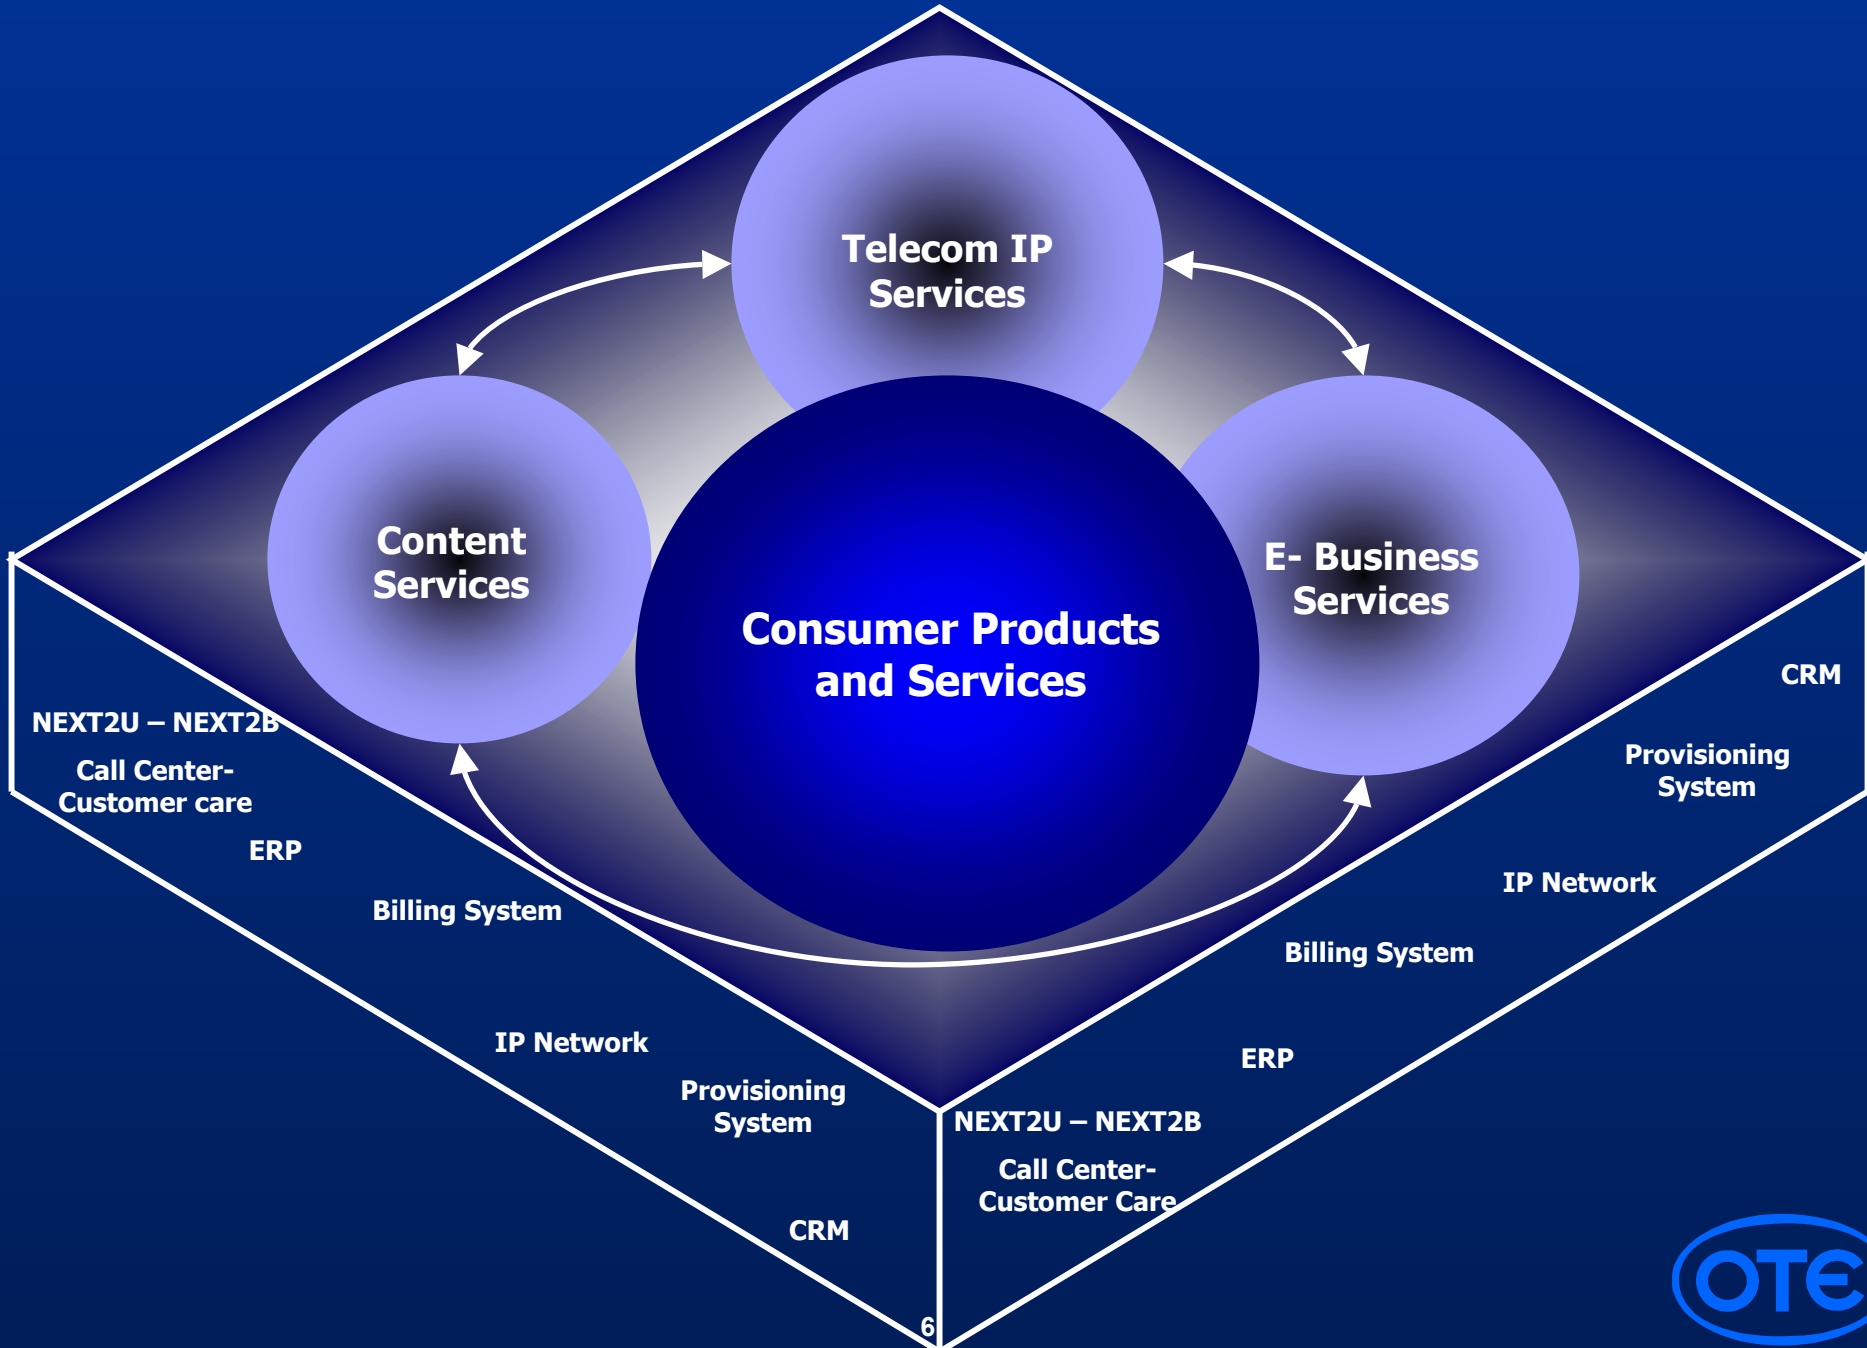 Telecom IP
Services
Content
Services
E- Business
Services
Consumer Products
and Services
NEXT2U – NEXT2B
Call Center-
Customer care
ERP
Billing System
IP Network
Provisioning
System
CRM
CRM
Provisioning
System
IP Network
Billing System
ERP
NEXT2U – NEXT2B
Call Center-
Customer Care
6
OTE